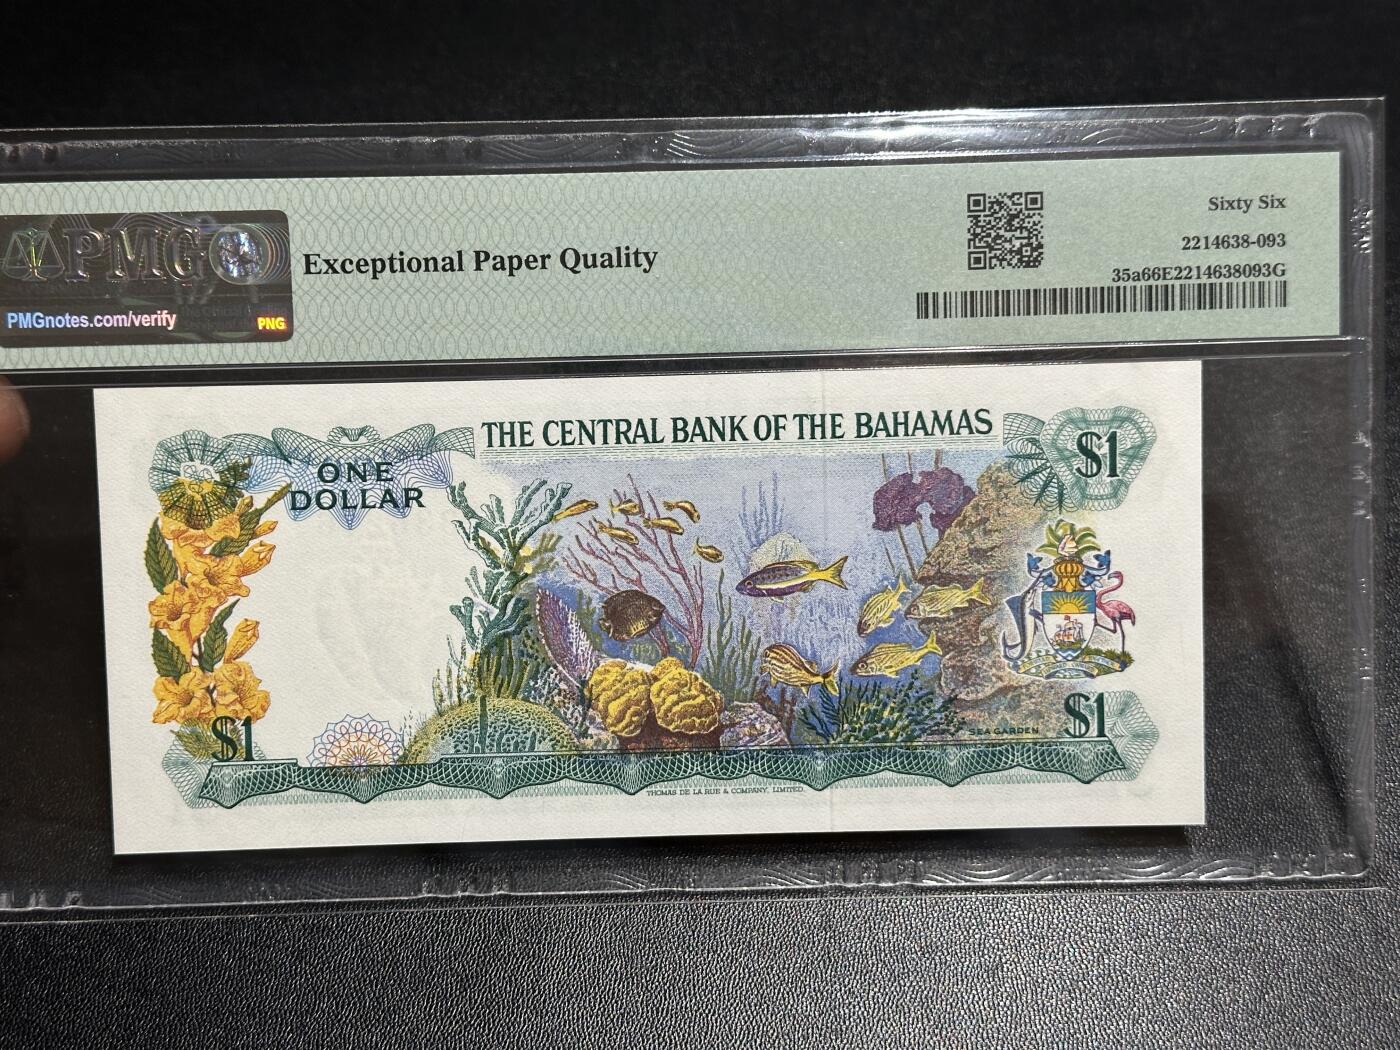 PMG
PMGnotes.com/verify
PNG
Exceptional Paper Quality
Sixty Six
2214638-093
35a66E2214638093G
THE CENTRAL BANK OF THE BAHAMAS
ONE
DOLLAR
$1
$1
$1
SEA GARDEN
THOMAS DE LA RUE & COMPANY, LIMITED.